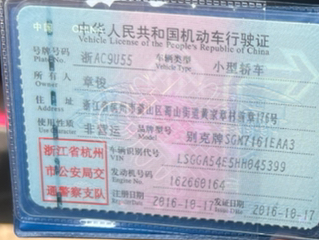 中华人民共和国机动车行驶证
Vehicle License of the People's Republic of China
号牌号码 浙AC9U55 车辆类型 小型轿车
Plate No. Vehicle Type
所有人 章锐
Owner
住址
Address
使用性质 非营运 品牌型号 别克牌SGM7161EAA3
Use Character Model
浙江省杭州 车辆识别代号
VIN
市公安局交 发动机号码 162660164
Engine No.
通警察支队 注册日期 2016-10-17 2016-10-17
Register Date